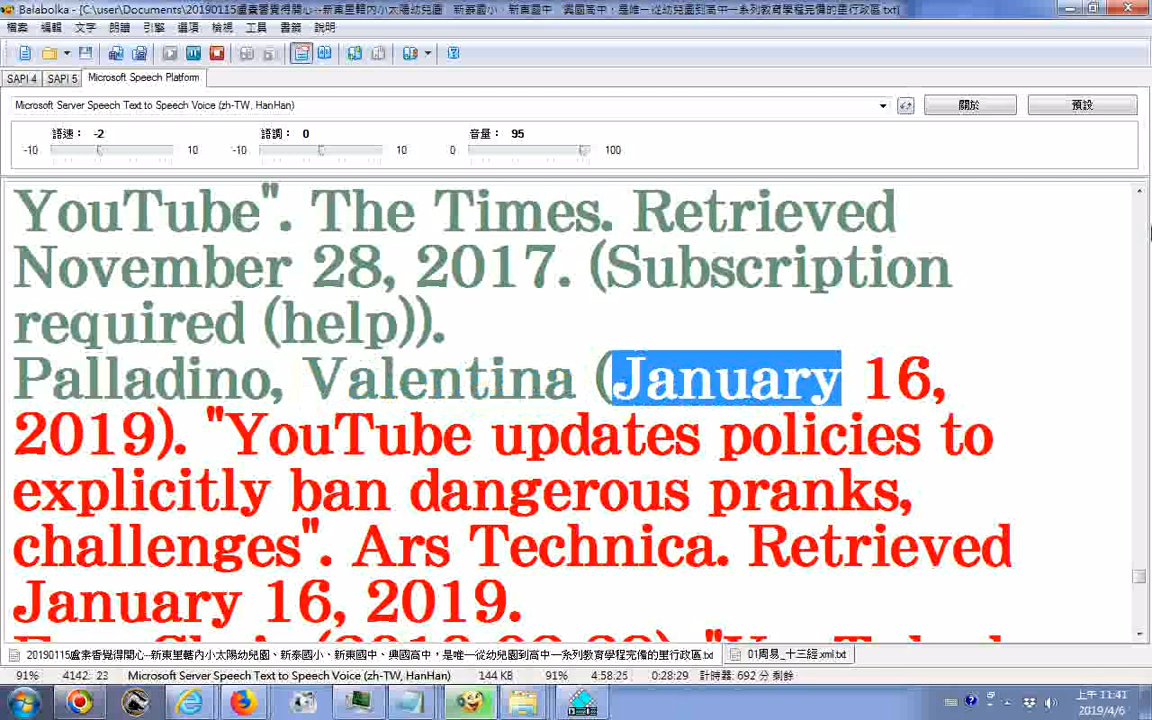 Balabolka - [C:\user\Documents\20190115盧素香覺得開心--新東里轄內小太陽幼兒園、新泰國小、新東國中、興國高中，是唯一從幼兒園到高中一系列教育學程完備的里行政區.txt]
檔案 編輯 文字 朗讀 引擎 選項 檢視 工具 書籤 說明
SAPI 4 SAPI 5 Microsoft Speech Platform
Microsoft Server Speech Text to Speech Voice (zh-TW, HanHan) 關於 預設
語速： -2 語調： 0 音量： 95
-10 10 -10 10 0 100
YouTube". The Times. Retrieved
November 28, 2017. (Subscription
required (help)).
Palladino, Valentina (January 16,
2019). "YouTube updates policies to
explicitly ban dangerous pranks,
challenges". Ars Technica. Retrieved
January 16, 2019.
20190115盧素香覺得開心--新東里轄內小太陽幼兒園、新泰國小、新東國中、興國高中，是唯一從幼兒園到高中一系列教育學程完備的里行政區.txt 01周易_十三經.xml.txt
91% 4142: 23 Microsoft Server Speech Text to Speech Voice (zh-TW, HanHan) 144 KB 91% 4:58:25 0:28:29 計時器: 692 分 剩餘
上午 11:41
2019/4/6